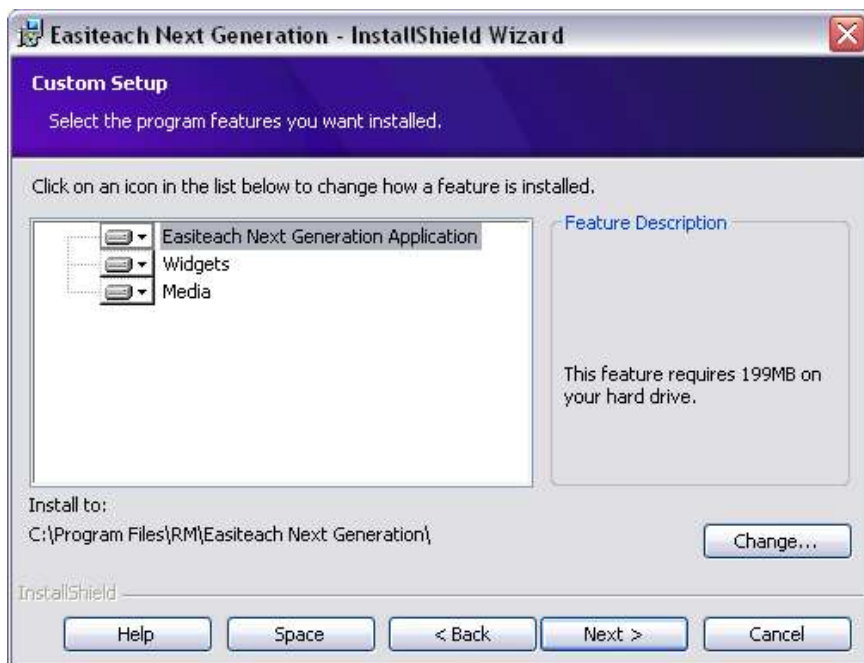 Easiteach Next Generation - InstallShield Wizard
Custom Setup
Select the program features you want installed.
Click on an icon in the list below to change how a feature is installed.
Easiteach Next Generation Application
Widgets
Media
Feature Description
This feature requires 199MB on
your hard drive.
Install to:
C:\Program Files\RM\Easiteach Next Generation\
Change...
InstallShield
Help
Space
< Back
Next >
Cancel